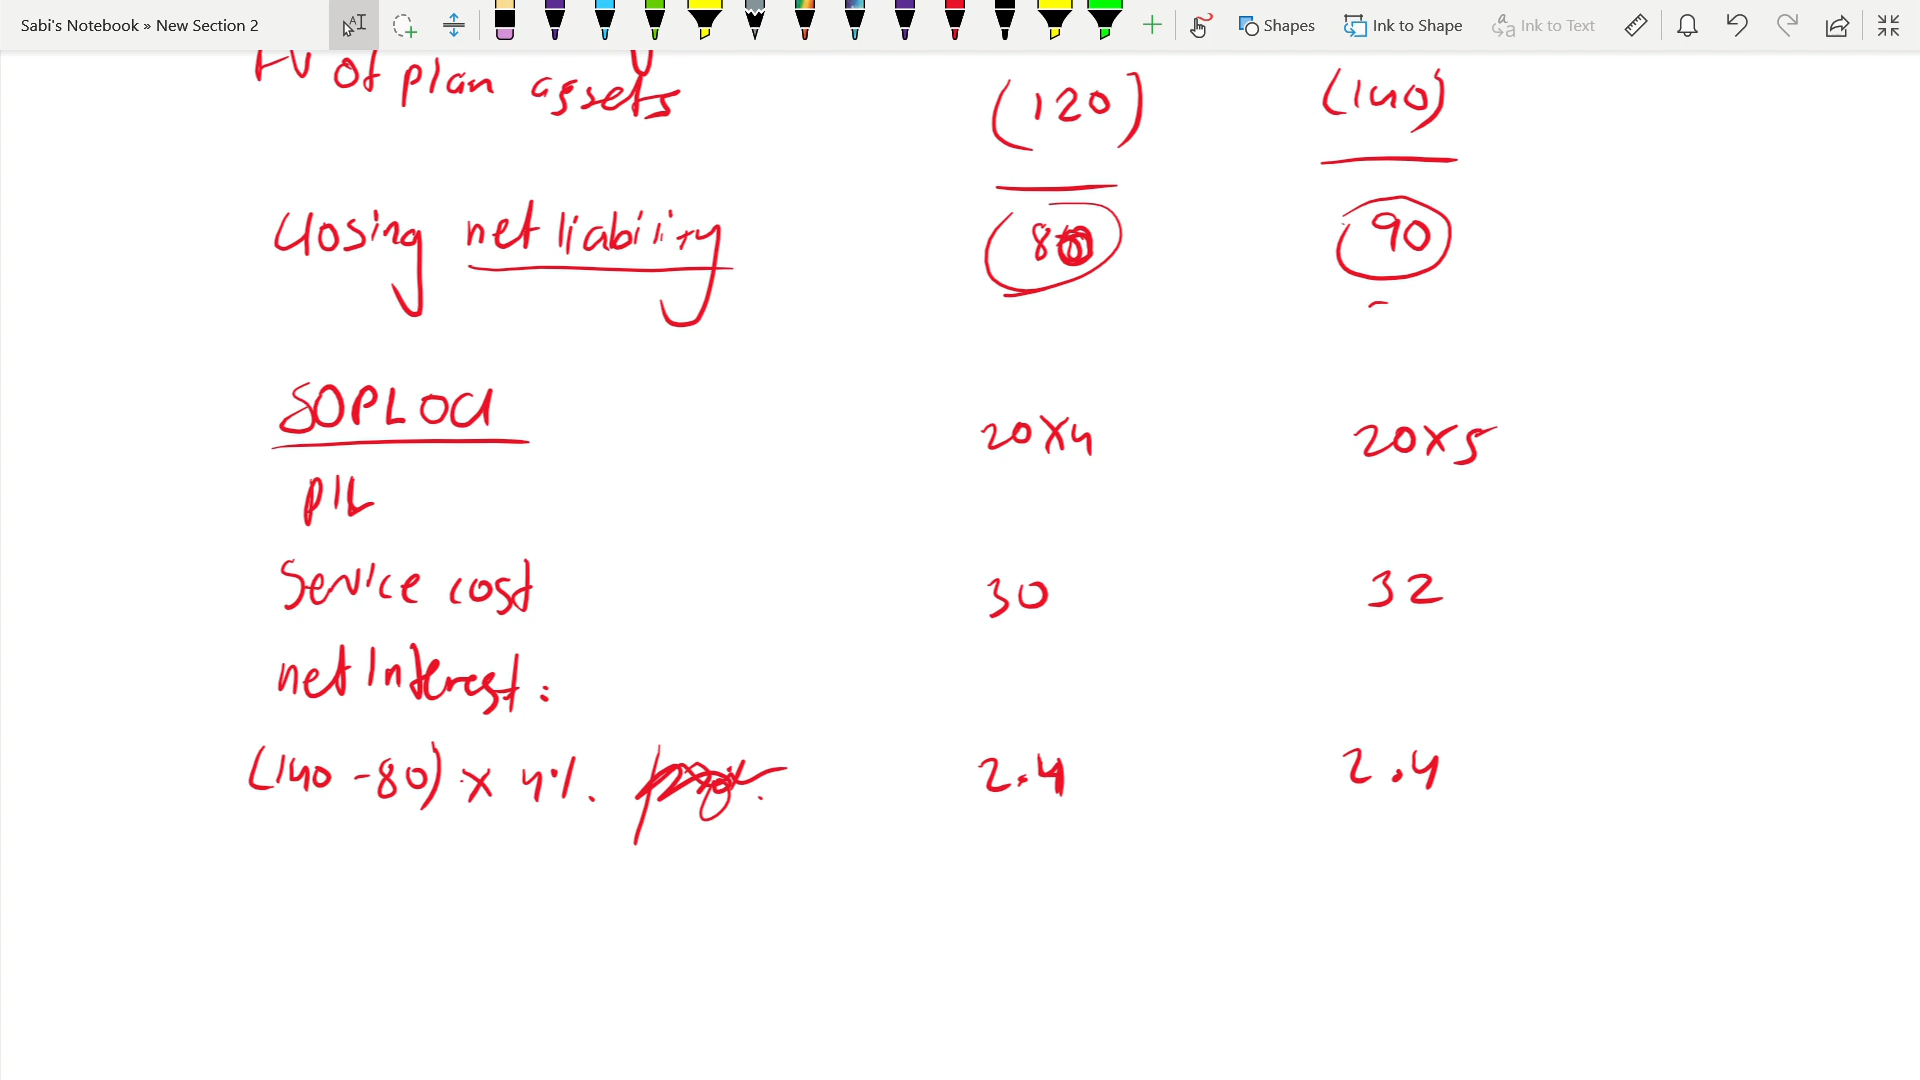 Sabi's Notebook » New Section 2 Shapes Ink to Shape Ink to Text
FV of plan assets (120) (140)
Closing net liability 80 90
SOPLOCI 20X4 20X5
P/L
Service cost 30 32
net Interest:
(140-80) x 4%. 2.4 2.4